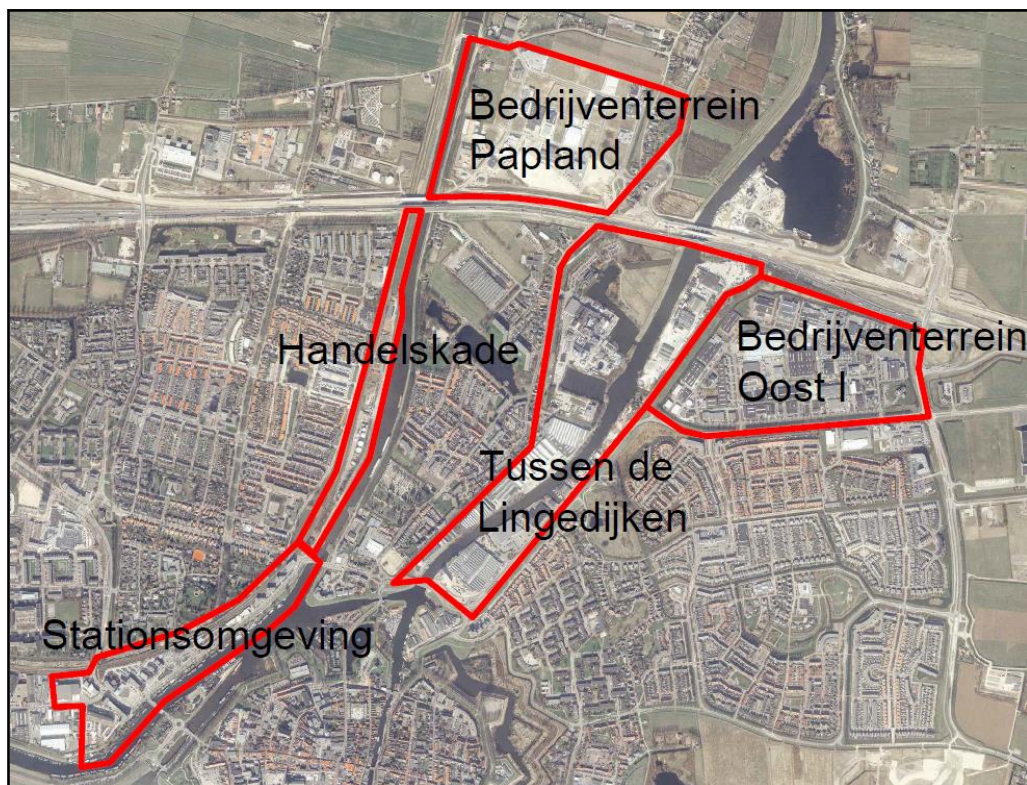 Bedrijventerrein
Papland
Handelskade
Bedrijventerrein
Oost I
Tussen de
Lingedijken
Stationsomgeving